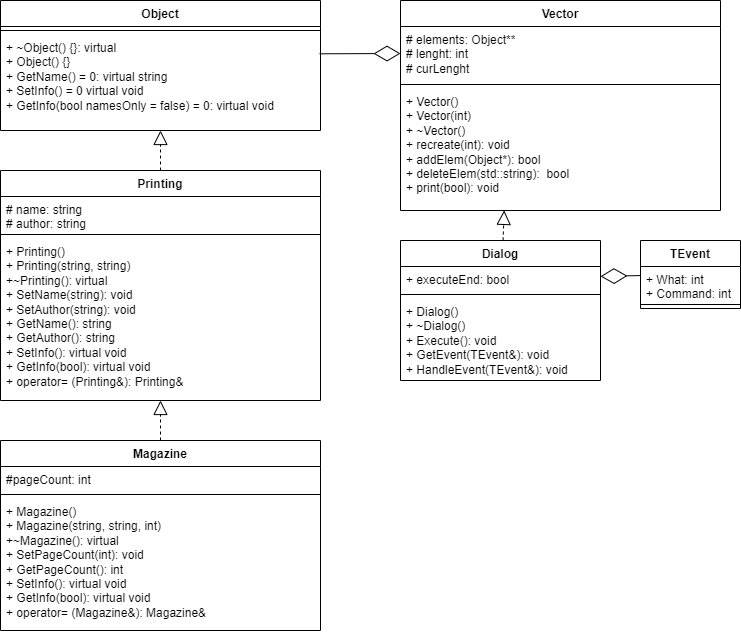 Object
+ ~Object() {}: virtual
+ Object() {}
+ GetName() = 0: virtual string
+ SetInfo() = 0 virtual void
+ GetInfo(bool namesOnly = false) = 0: virtual void
Vector
# elements: Object**
# lenght: int
# curLenght
+ Vector()
+ Vector(int)
+ ~Vector()
+ recreate(int): void
+ addElem(Object*): bool
+ deleteElem(std::string):  bool
+ print(bool): void
Printing
# name: string
# author: string
+ Printing()
+ Printing(string, string)
+~Printing(): virtual
+ SetName(string): void
+ SetAuthor(string): void
+ GetName(): string
+ GetAuthor(): string
+ SetInfo(): virtual void
+ GetInfo(bool): virtual void
+ operator= (Printing&): Printing&
Dialog
+ executeEnd: bool
+ Dialog()
+ ~Dialog()
+ Execute(): void
+ GetEvent(TEvent&): void
+ HandleEvent(TEvent&): void
TEvent
+ What: int
+ Command: int
Magazine
#pageCount: int
+ Magazine()
+ Magazine(string, string, int)
+~Magazine(): virtual
+ SetPageCount(int): void
+ GetPageCount(): int
+ SetInfo(): virtual void
+ GetInfo(bool): virtual void
+ operator= (Magazine&): Magazine&